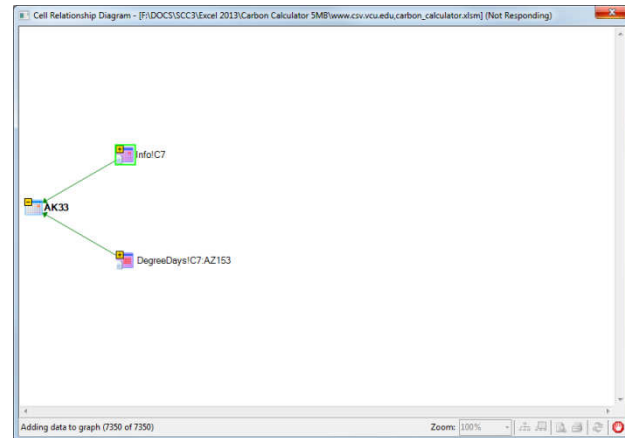 Cell Relationship Diagram - [F:\DOCS\SCC3\Excel 2013\Carbon Calculator 5MB\www.csv.vcu.edu,carbon_calculator.xlsm] (Not Responding)
Info!C7
AK33
DegreeDays!C7:AZ153
Adding data to graph (7350 of 7350)
Zoom: 100%